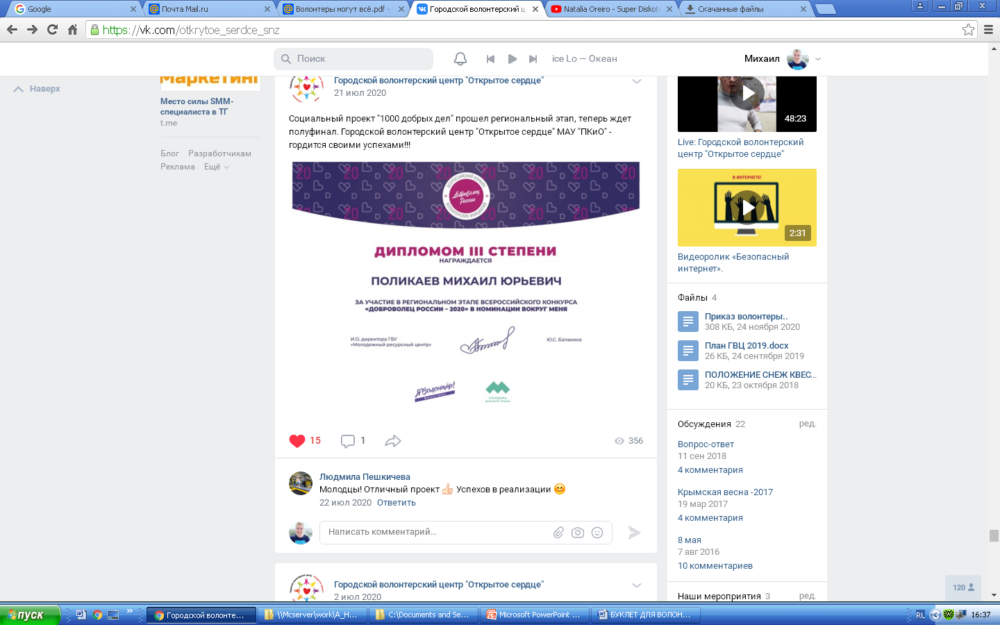 Google
Почта Mail.ru
Волонтеры могут всё.pdf -
Городской волонтерский ц
Natalia Oreiro - Super Diskot
Скачанные файлы
https://vk.com/otkrytoe_serdce_snz
Поиск
ice Lo — Океан
Михаил
Наверх
маркетинг
Место силы SMM-
специалиста в ТГ
t.me
Блог Разработчикам
Реклама Ещё
Городской волонтерский центр "Открытое сердце"
21 июл 2020
Социальный проект "1000 добрых дел" прошел региональный этап, теперь ждет
полуфинал. Городской волонтерский центр "Открытое сердце" МАУ "ПКиО" -
гордится своими успехами!!!
ВСЕРОССИЙСКИЙ КОНКУРС
Доброволец
России
ВОЛОНТЕРСКИХ ИНИЦИАТИВ
ДИПЛОМОМ III СТЕПЕНИ
НАГРАЖДАЕТСЯ
ПОЛИКАЕВ МИХАИЛ ЮРЬЕВИЧ
ЗА УЧАСТИЕ В РЕГИОНАЛЬНОМ ЭТАПЕ ВСЕРОССИЙСКОГО КОНКУРСА
«ДОБРОВОЛЕЦ РОССИИ – 2020» В НОМИНАЦИИ ВОКРУГ МЕНЯ
И.О. директора ГБУ
«Молодежный ресурсный центр»
Ю.С. Балакина
ЯВолонтёр!
МОЛОДЕЖЬ
ЮЖНОГО УРАЛА
15
1
356
Людмила Пешкичева
Молодцы! Отличный проект 👍 Успехов в реализации 😊
22 июл 2020 Ответить
Написать комментарий...
Городской волонтерский центр "Открытое сердце"
2 июл 2020
48:23
Live: Городской волонтерский
центр "Открытое сердце"
В ИНТЕРНЕТЕ!
2:31
Видеоролик «Безопасный
интернет».
Файлы 4
Приказ волонтеры..
308 КБ, 24 ноября 2020
План ГВЦ 2019.docx
26 КБ, 24 сентября 2019
ПОЛОЖЕНИЕ СНЕЖ КВЕС...
20 КБ, 23 октября 2018
Обсуждения 22 ред.
Вопрос-ответ
11 сен 2018
4 комментария
Крымская весна -2017
19 мар 2017
4 комментария
8 мая
7 авг 2016
10 комментариев
Наши мероприятия 3 ред.
120
пуск
Городской волонте...
\\Mcserver\work\А_Н...
C:\Documents and Se...
Microsoft PowerPoint ...
БУКЛЕТ ДЛЯ ВОЛОН...
RL
16:37